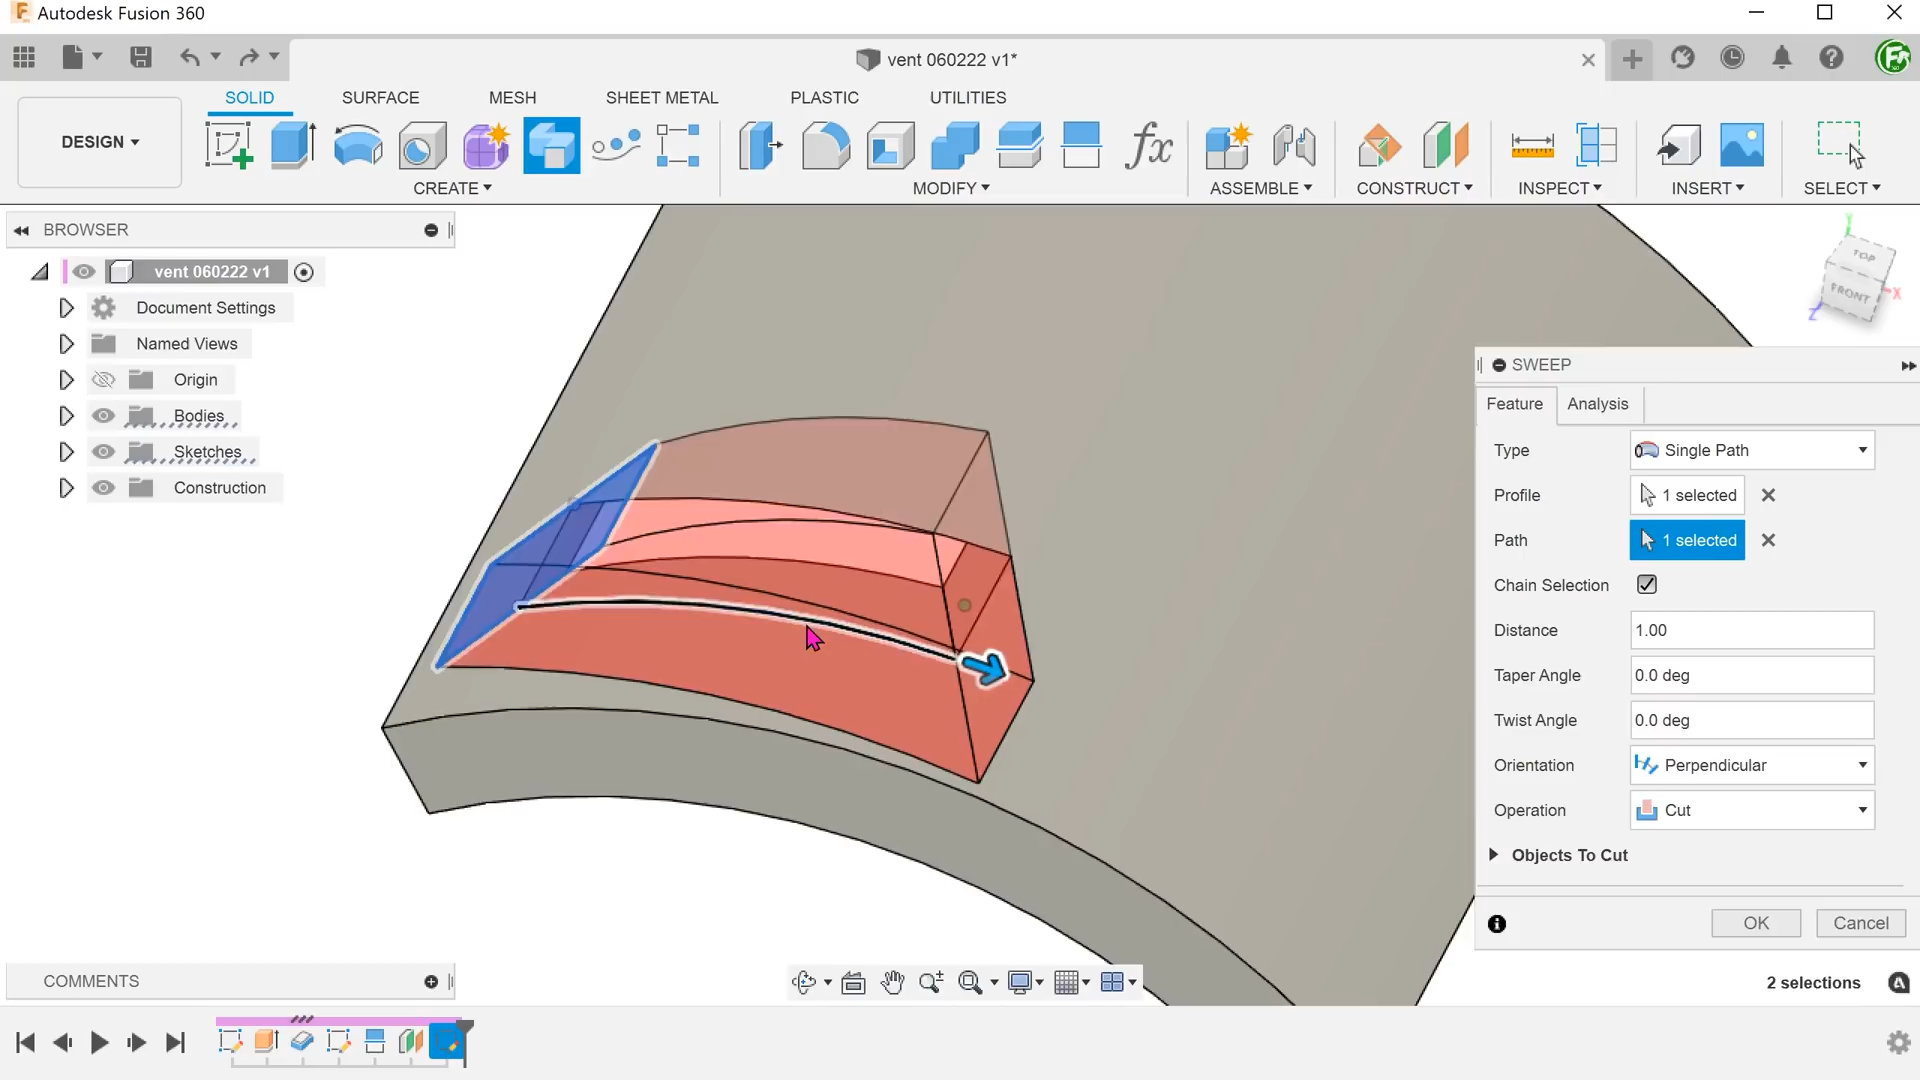 Autodesk Fusion 360
vent 060222 v1*
SOLID SURFACE MESH SHEET METAL PLASTIC UTILITIES
DESIGN
fx
CREATE MODIFY ASSEMBLE CONSTRUCT INSPECT INSERT SELECT
BROWSER
vent 060222 v1
Document Settings
Named Views
Origin
Bodies
Sketches
Construction
TOP
FRONT
X
Y
Z
SWEEP
Feature Analysis
Type Single Path
Profile 1 selected
Path 1 selected
Chain Selection
Distance 1.00
Taper Angle 0.0 deg
Twist Angle 0.0 deg
Orientation Perpendicular
Operation Cut
Objects To Cut
OK Cancel
COMMENTS
2 selections